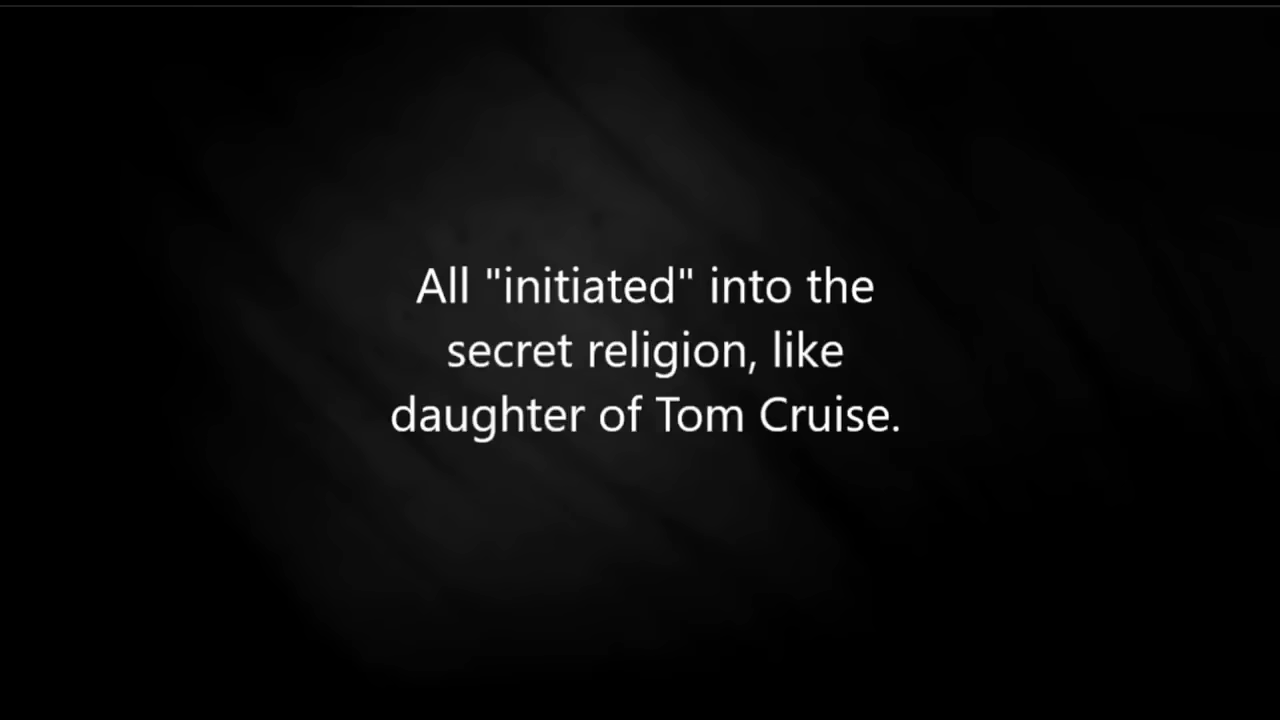 All "initiated" into the
secret religion, like
daughter of Tom Cruise.